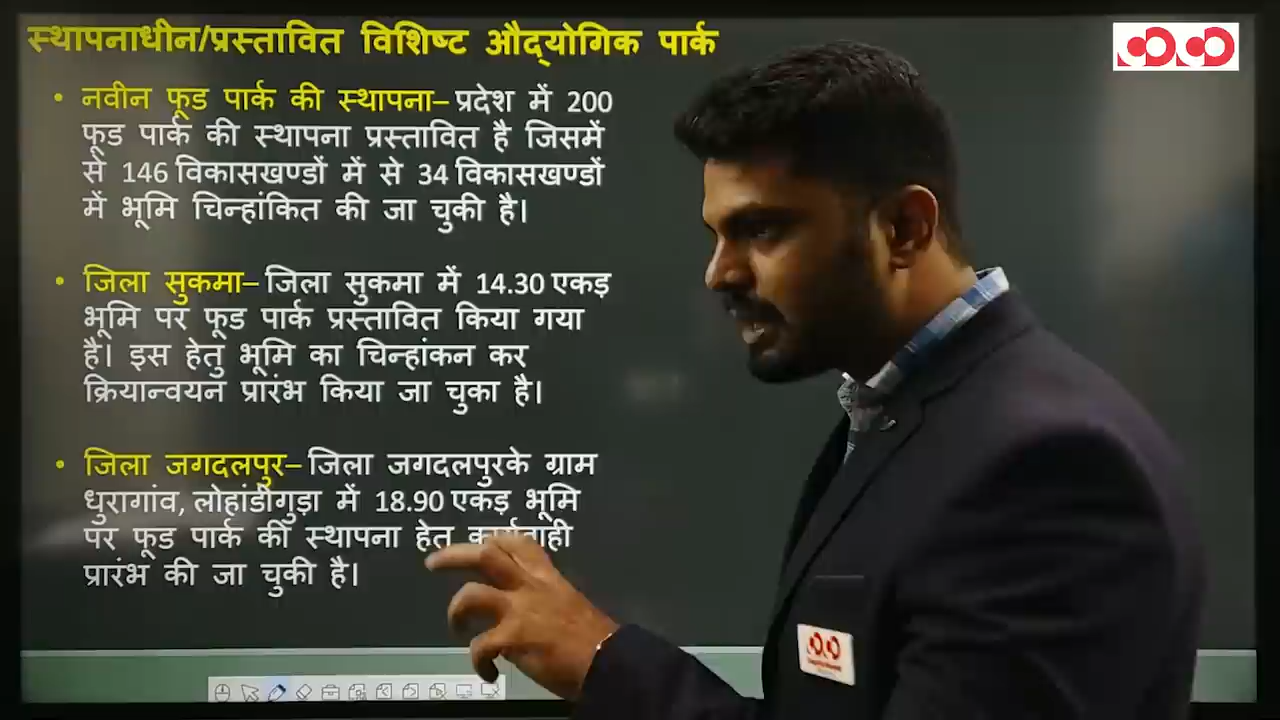 स्थापनाधीन/प्रस्तावित विशिष्ट औद्योगिक पार्क
• नवीन फूड पार्क की स्थापना– प्रदेश में 200
फूड पार्क की स्थापना प्रस्तावित है जिसमें
से 146 विकासखण्डों में से 34 विकासखण्डों
में भूमि चिन्हांकित की जा चुकी है।
• जिला सुकमा– जिला सुकमा में 14.30 एकड़
भूमि पर फूड पार्क प्रस्तावित किया गया
है। इस हेतु भूमि का चिन्हांकन कर
क्रियान्वयन प्रारंभ किया जा चुका है।
• जिला जगदलपुर– जिला जगदलपुरके ग्राम
धुरागांव, लोहांडीगुड़ा में 18.90 एकड़ भूमि
पर फूड पार्क की स्थापना हेतु
प्रारंभ की जा चुकी है।